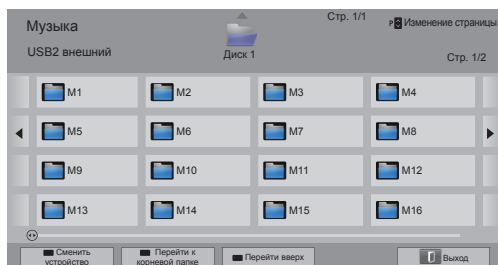 Музыка
Стр. 1/1
P Изменение страницы
USB2 внешний
Диск 1
Стр. 1/2
M1
M2
M3
M4
M5
M6
M7
M8
M9
M10
M11
M12
M13
M14
M15
M16
Сменить устройство
Перейти к корневой папке
Перейти вверх
Выход